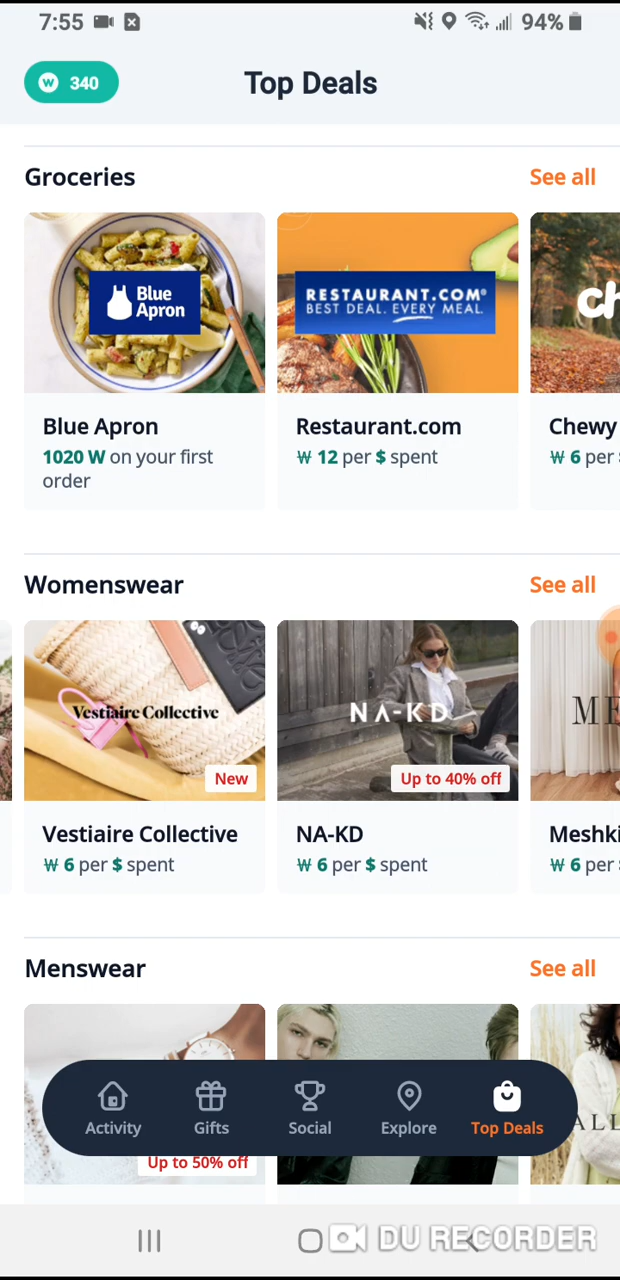 7:55
94%
W 340
Top Deals
Groceries
See all
Blue Apron
RESTAURANT.COM®
BEST DEAL. EVERY MEAL.
ch
Blue Apron
1020 W on your first order
Restaurant.com
₩ 12 per $ spent
Chewy
₩ 6 per
Womenswear
See all
Vestiaire Collective
New
NA-KD
Up to 40% off
ME
Vestiaire Collective
₩ 6 per $ spent
NA-KD
₩ 6 per $ spent
Meshki
₩ 6 per
Menswear
See all
Up to 50% off
ALL
Activity
Gifts
Social
Explore
Top Deals
DU RECORDER